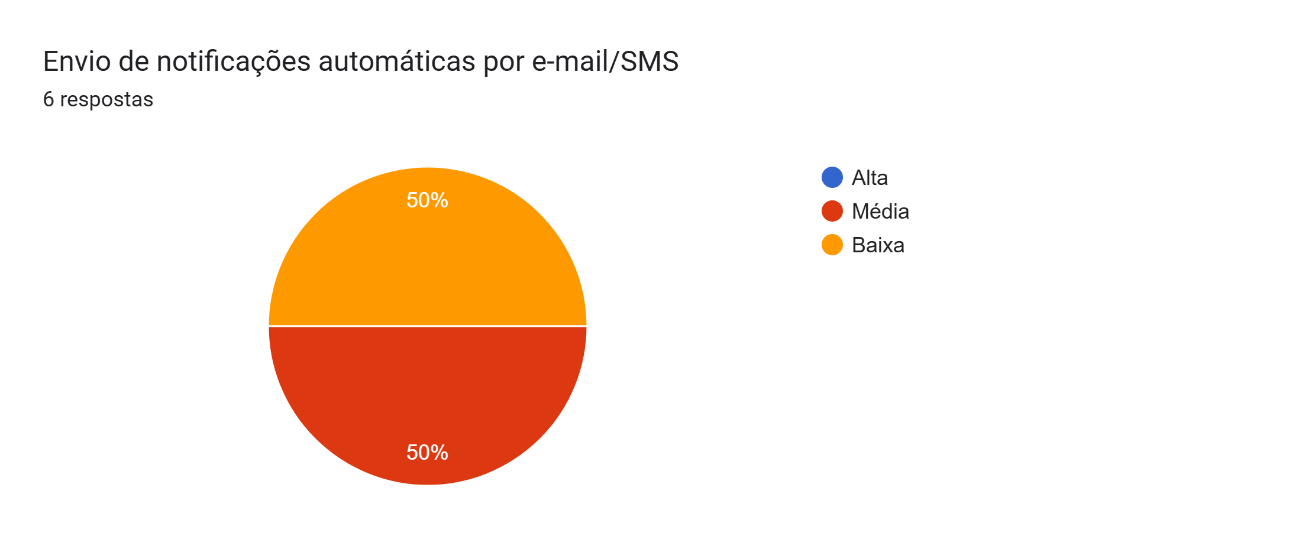 Envio de notificações automáticas por e-mail/SMS
6 respostas
50%
50%
Alta
Média
Baixa